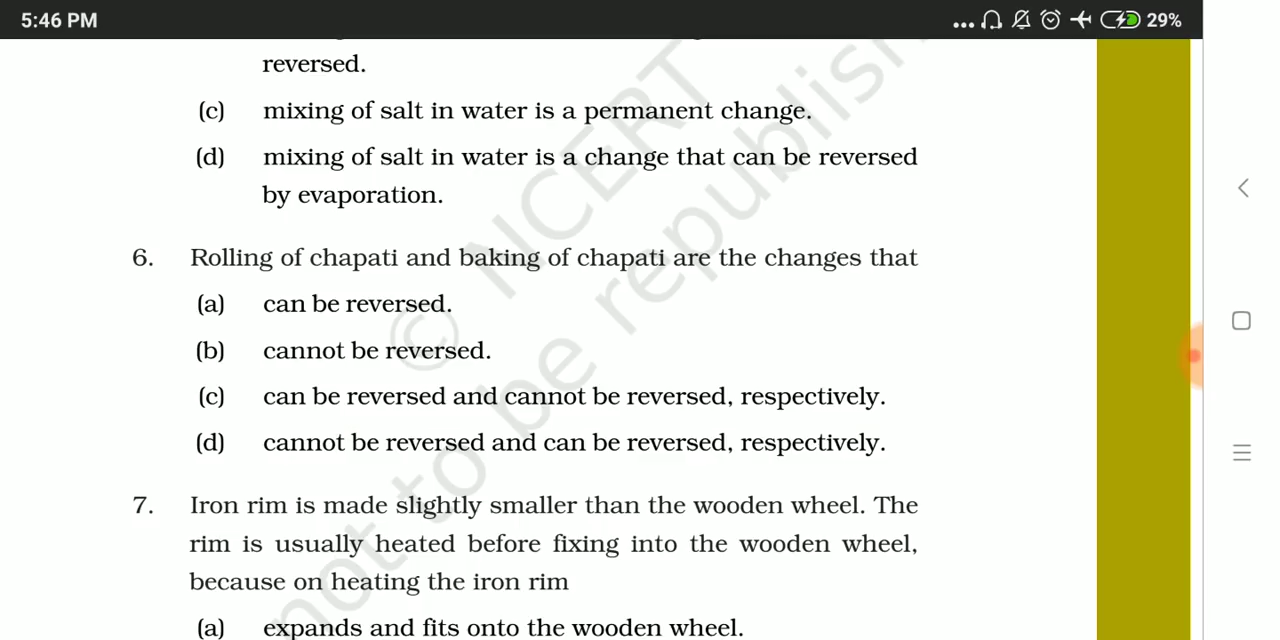 5:46 PM
29%
reversed.
(c) mixing of salt in water is a permanent change.
(d) mixing of salt in water is a change that can be reversed
by evaporation.
6. Rolling of chapati and baking of chapati are the changes that
(a) can be reversed.
(b) cannot be reversed.
(c) can be reversed and cannot be reversed, respectively.
(d) cannot be reversed and can be reversed, respectively.
7. Iron rim is made slightly smaller than the wooden wheel. The
rim is usually heated before fixing into the wooden wheel,
because on heating the iron rim
(a) expands and fits onto the wooden wheel.
© NCERT
not to be republish